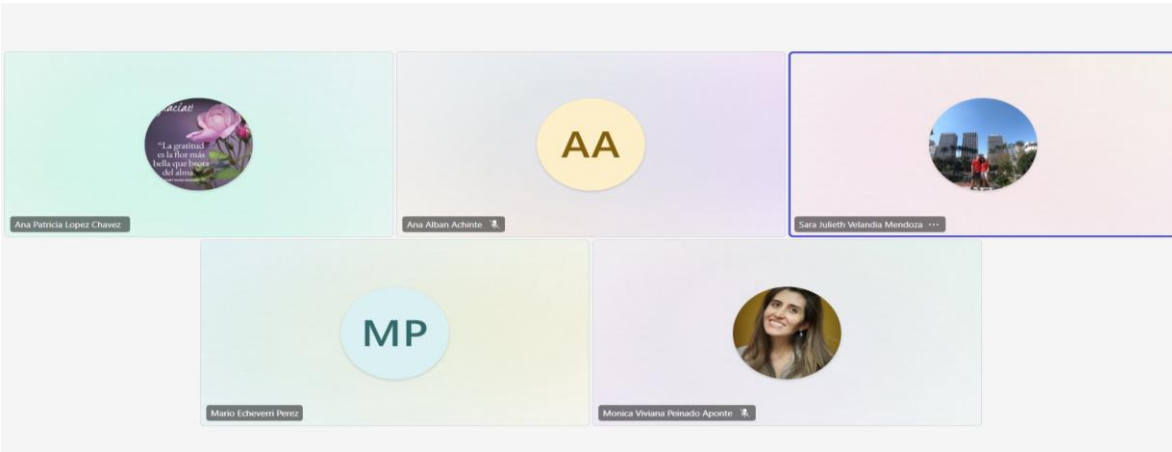 ¡Gracias!
"La gratitud
es la flor más
bella que brota
del alma
AA
Ana Patricia Lopez Chavez
Ana Alban Achinte
Sara Julieth Velandia Mendoza ...
MP
Mario Echeverri Perez
Monica Viviana Peinado Aponte